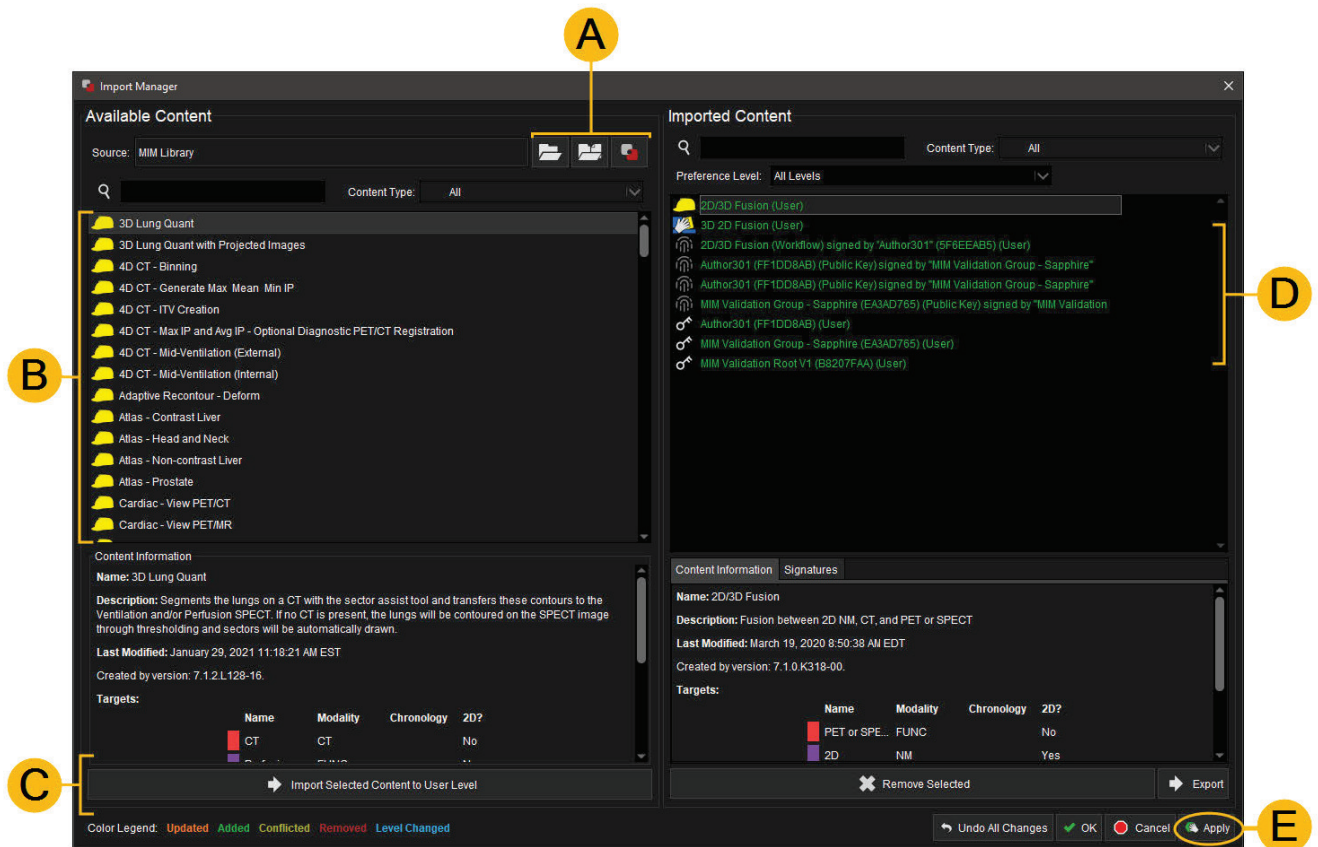 A
Import Manager
Available Content
Source: MIM Library
Content Type: All
B
3D Lung Quant
3D Lung Quant with Projected Images
4D CT - Binning
4D CT - Generate Max Mean Min IP
4D CT - ITV Creation
4D CT - Max IP and Avg IP - Optional Diagnostic PET/CT Registration
4D CT - Mid-Ventilation (External)
4D CT - Mid-Ventilation (Internal)
Adaptive Recontour - Deform
Atlas - Contrast Liver
Atlas - Head and Neck
Atlas - Non-contrast Liver
Atlas - Prostate
Cardiac - View PET/CT
Cardiac - View PET/MR
Content Information
Name: 3D Lung Quant
Description: Segments the lungs on a CT with the sector assist tool and transfers these contours to the
Ventilation and/or Perfusion SPECT. If no CT is present, the lungs will be contoured on the SPECT image
through thresholding and sectors will be automatically drawn.
Last Modified: January 29, 2021 11:18:21 AM EST
Created by version: 7.1.2.L128-16.
Targets:
Name Modality Chronology 2D?
CT CT No
C
Import Selected Content to User Level
Color Legend: Updated Added Conflicted Removed Level Changed
Imported Content
Content Type: All
Preference Level: All Levels
2D/3D Fusion (User)
3D 2D Fusion (User)
2D/3D Fusion (Workflow) signed by "Author301" (5F6EEAB5) (User)
Author301 (FF1DD8AB) (Public Key) signed by "MIM Validation Group - Sapphire"
Author301 (FF1DD8AB) (Public Key) signed by "MIM Validation Group - Sapphire"
MIM Validation Group - Sapphire (EA3AD765) (Public Key) signed by "MIM Validation
Author301 (FF1DD8AB) (User)
MIM Validation Group - Sapphire (EA3AD765) (User)
MIM Validation Root V1 (B8207FAA) (User)
D
Content Information Signatures
Name: 2D/3D Fusion
Description: Fusion between 2D NM, CT, and PET or SPECT
Last Modified: March 19, 2020 8:50:38 AM EDT
Created by version: 7.1.0.K318-00.
Targets:
Name Modality Chronology 2D?
PET or SPE... FUNC No
2D NM Yes
Remove Selected Export
Undo All Changes OK Cancel Apply
E